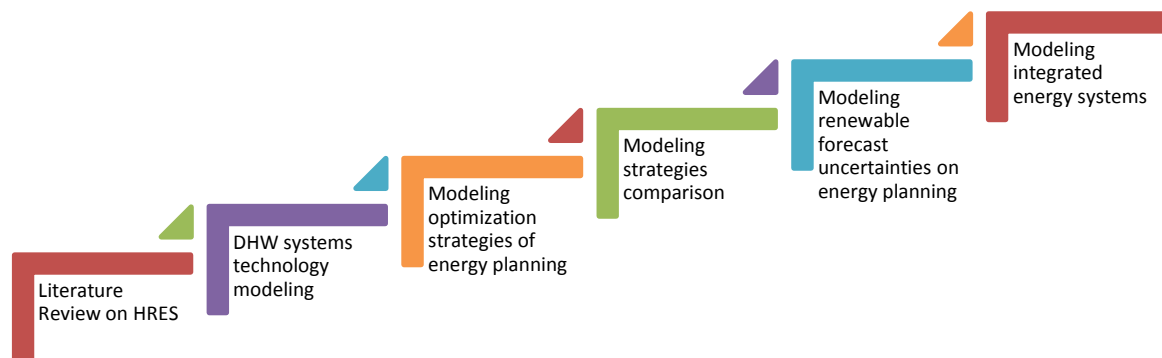 Literature
Review on HRES
DHW systems
technology
modeling
Modeling
optimization
strategies of
energy planning
Modeling
strategies
comparison
Modeling
renewable
forecast
uncertainties on
energy planning
Modeling
integrated
energy systems